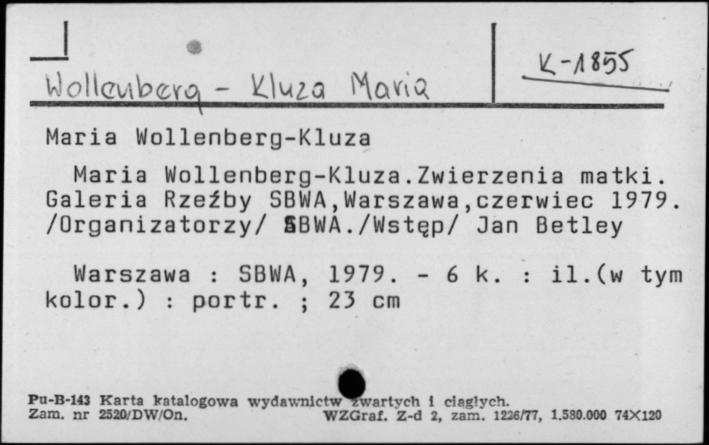 K-1855
Wollenberg - Kluza Maria
Maria Wollenberg-Kluza
Maria Wollenberg-Kluza.Zwierzenia matki.
Galeria Rzeźby SBWA,Warszawa,czerwiec 1979.
/Organizatorzy/ SBWA./Wstęp/ Jan Betley
Warszawa : SBWA, 1979. - 6 k. : il.(w tym
kolor.) : portr. ; 23 cm
Pu-B-143 Karta katalogowa wydawnictw zwartych i ciągłych.
Zam. nr 2520/DW/On. WZGraf. Z-d 2, zam. 1226/77, 1.580.000 74X120